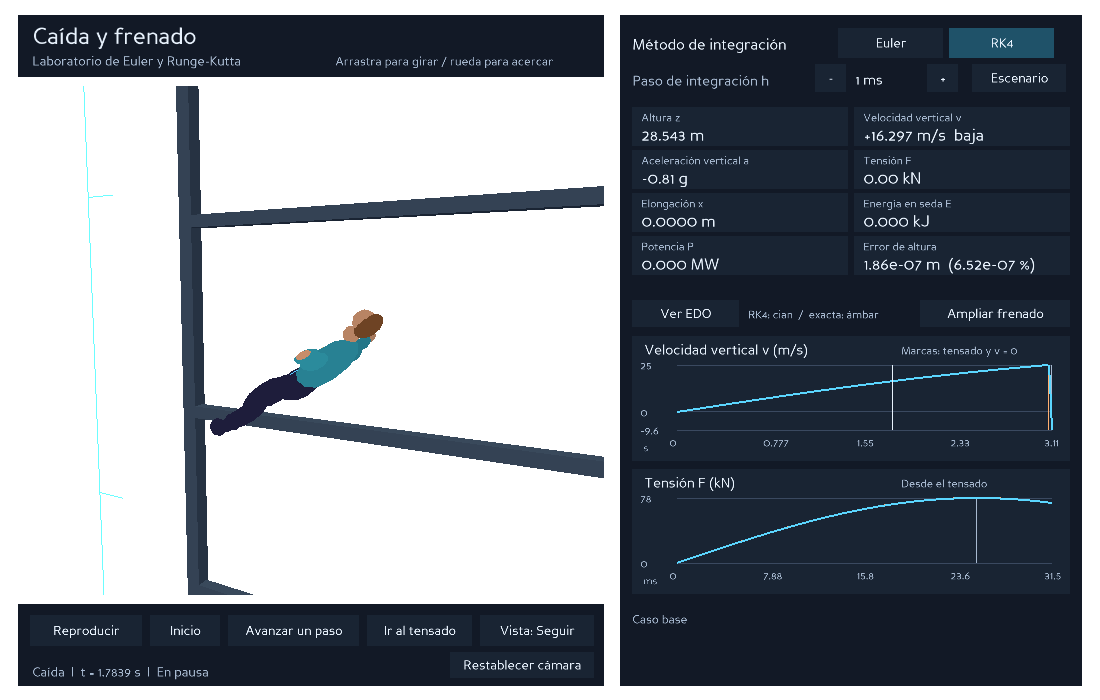 Caída y frenado
Laboratorio de Euler y Runge-Kutta
Arrastra para girar / rueda para acercar
Reproducir
Inicio
Avanzar un paso
Ir al tensado
Vista: Seguir
Caída | t = 1.7839 s | En pausa
Restablecer cámara
Método de integración
Euler
RK4
Paso de integración h
-
1 ms
+
Escenario
Altura z
28.543 m
Velocidad vertical v
+16.297 m/s baja
Aceleración vertical a
-0.81 g
Tensión F
0.00 kN
Elongación x
0.0000 m
Energía en seda E
0.000 kJ
Potencia P
0.000 MW
Error de altura
1.86e-07 m (6.52e-07 %)
Ver EDO
RK4: cian / exacta: ámbar
Ampliar frenado
Velocidad vertical v (m/s)
Marcas: tensado y v = 0
25
0
-9.6
s
0
0.777
1.55
2.33
3.11
Tensión F (kN)
Desde el tensado
78
0
ms
0
7.88
15.8
23.6
31.5
Caso base